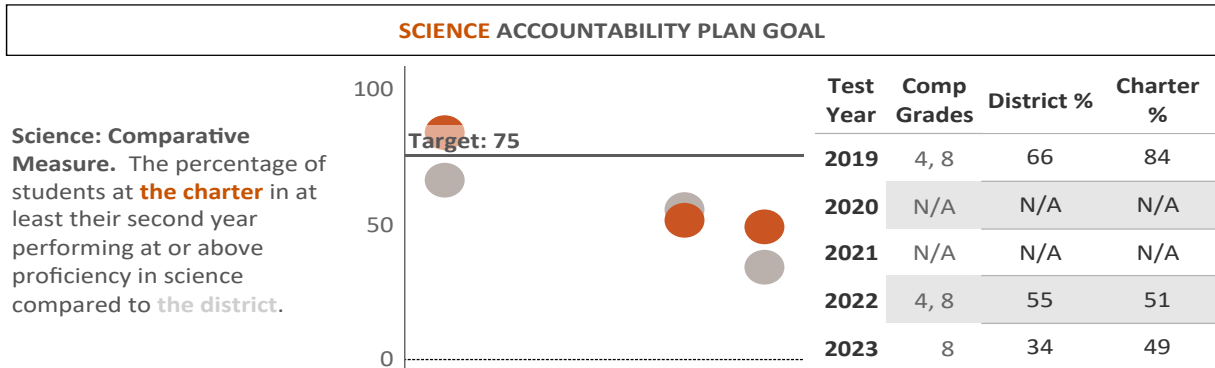 SCIENCE ACCOUNTABILITY PLAN GOAL
Science: Comparative
Measure. The percentage of
students at the charter in at
least their second year
performing at or above
proficiency in science
compared to the district.
100
Target: 75
50
0
Test Year Comp Grades District % Charter %
2019 4, 8 66 84
2020 N/A N/A N/A
2021 N/A N/A N/A
2022 4, 8 55 51
2023 8 34 49